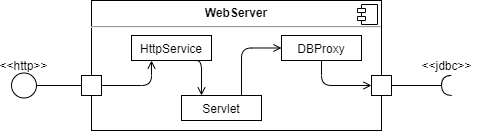 WebServer
HttpService
DBProxy
<<http>>
<<jdbc>>
Servlet